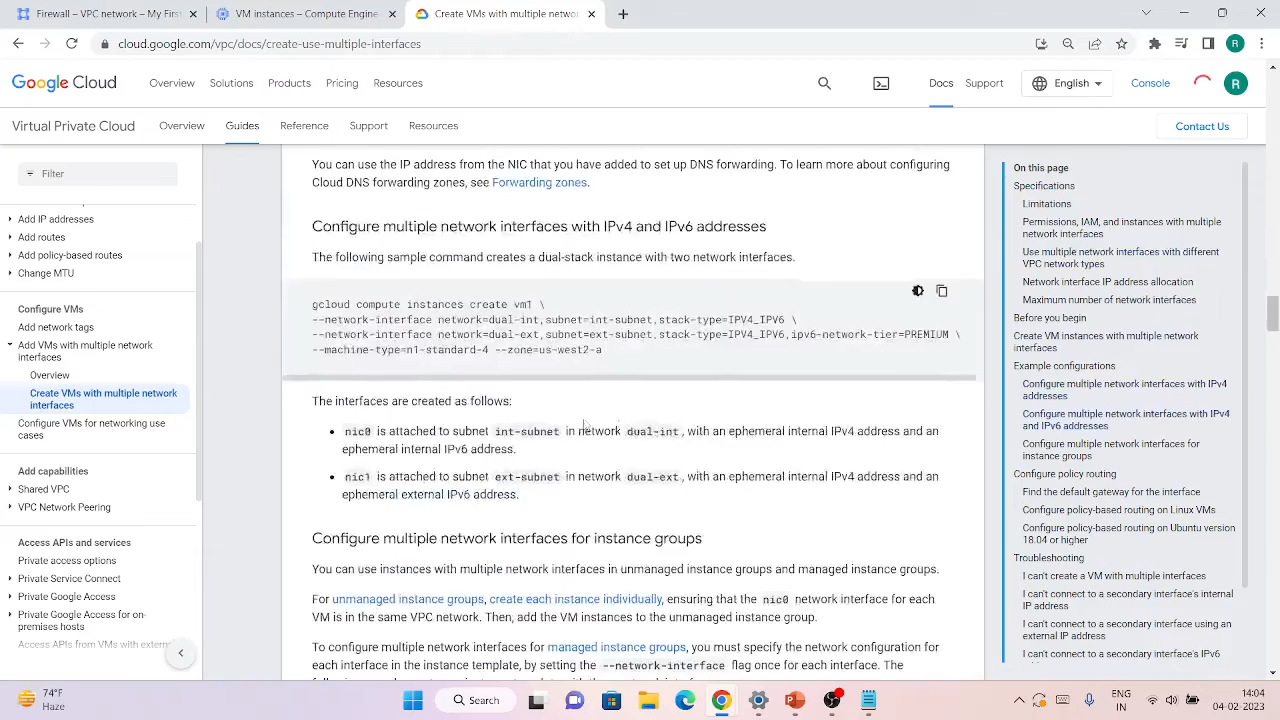 Firewall – My First
VM instances – Compute Engine
Create VMs with multiple networ
cloud.google.com/vpc/docs/create-use-multiple-interfaces
R
Google Cloud
Overview
Solutions
Products
Pricing
Resources
Docs
Support
English
Console
R
Virtual Private Cloud
Overview
Guides
Reference
Support
Resources
Contact Us
Filter
Add IP addresses
Add routes
Add policy-based routes
Change MTU
Configure VMs
Add network tags
Add VMs with multiple network
interfaces
Overview
Create VMs with multiple network
interfaces
Configure VMs for networking use
cases
Add capabilities
Shared VPC
VPC Network Peering
Access APIs and services
Private access options
Private Service Connect
Private Google Access
Private Google Access for on-
premises hosts
Access APIs from VMs with extern
You can use the IP address from the NIC that you have added to set up DNS forwarding. To learn more about configuring
Cloud DNS forwarding zones, see Forwarding zones.
Configure multiple network interfaces with IPv4 and IPv6 addresses
The following sample command creates a dual-stack instance with two network interfaces.
gcloud compute instances create vm1 \
--network-interface network=dual-int,subnet=int-subnet,stack-type=IPV4_IPV6 \
--network-interface network=dual-ext,subnet=ext-subnet,stack-type=IPV4_IPV6,ipv6-network-tier=PREMIUM \
--machine-type=n1-standard-4 --zone=us-west2-a
The interfaces are created as follows:
• nic0 is attached to subnet int-subnet in network dual-int, with an ephemeral internal IPv4 address and an
ephemeral internal IPv6 address.
• nic1 is attached to subnet ext-subnet in network dual-ext, with an ephemeral internal IPv4 address and an
ephemeral external IPv6 address.
Configure multiple network interfaces for instance groups
You can use instances with multiple network interfaces in unmanaged instance groups and managed instance groups.
For unmanaged instance groups, create each instance individually, ensuring that the nic0 network interface for each
VM is in the same VPC network. Then, add the VM instances to the unmanaged instance group.
To configure multiple network interfaces for managed instance groups, you must specify the network configuration for
each interface in the instance template, by setting the --network-interface flag once for each interface. The
On this page
Specifications
Limitations
Permissions, IAM, and instances with multiple
network interfaces
Use multiple network interfaces with different
VPC network types
Network interface IP address allocation
Maximum number of network interfaces
Before you begin
Create VM instances with multiple network
interfaces
Example configurations
Configure multiple network interfaces with IPv4
addresses
Configure multiple network interfaces with IPv4
and IPv6 addresses
Configure multiple network interfaces for
instance groups
Configure policy routing
Find the default gateway for the interface
Configure policy-based routing on Linux VMs
Configure policy-based routing on Ubuntu version
18.04 or higher
Troubleshooting
I can't create a VM with multiple interfaces
I can't connect to a secondary interface's internal
IP address
I can't connect to a secondary interface using an
external IP address
I can't connect to a secondary interface's IPv6
74°F
Haze
Search
ENG
IN
14:04
04-02-2023